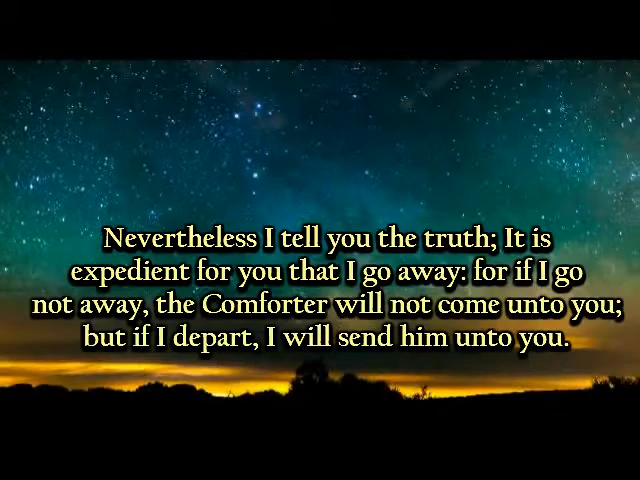 Nevertheless I tell you the truth; It is
expedient for you that I go away: for if I go
not away, the Comforter will not come unto you;
but if I depart, I will send him unto you.